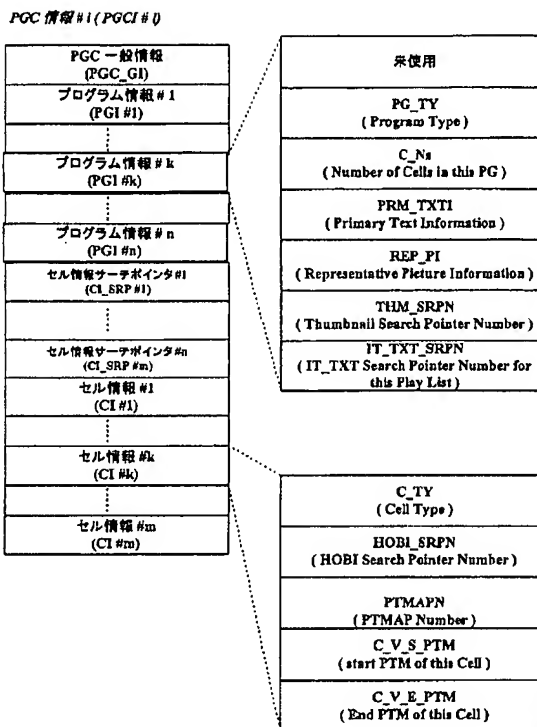 PGC 情報 # i ( PGCI # i)
PGC 一般情報
(PGC_GI)
プログラム情報 # 1
(PGI #1)
プログラム情報 # k
(PGI #k)
プログラム情報 # n
(PGI #n)
セル情報サーチポインタ#1
(CI_SRP #1)
セル情報サーチポインタ#n
(CI_SRP #m)
セル情報 #1
(CI #1)
セル情報 #k
(CI #k)
セル情報 #m
(CI #m)
未使用
PG_TY
( Program Type )
C_Ns
( Number of Cells in this PG )
PRM_TXTI
( Primary Text Information )
REP_PI
( Representative Picture Information )
THM_SRPN
( Thumbnail Search Pointer Number )
IT_TXT_SRPN
( IT_TXT Search Pointer Number for
this Play List )
C_TY
( Cell Type )
HOBI_SRPN
( HOBI Search Pointer Number )
PTMAPN
( PTMAP Number )
C_V_S_PTM
( start PTM of this Cell )
C_V_E_PTM
( End PTM of this Cell )